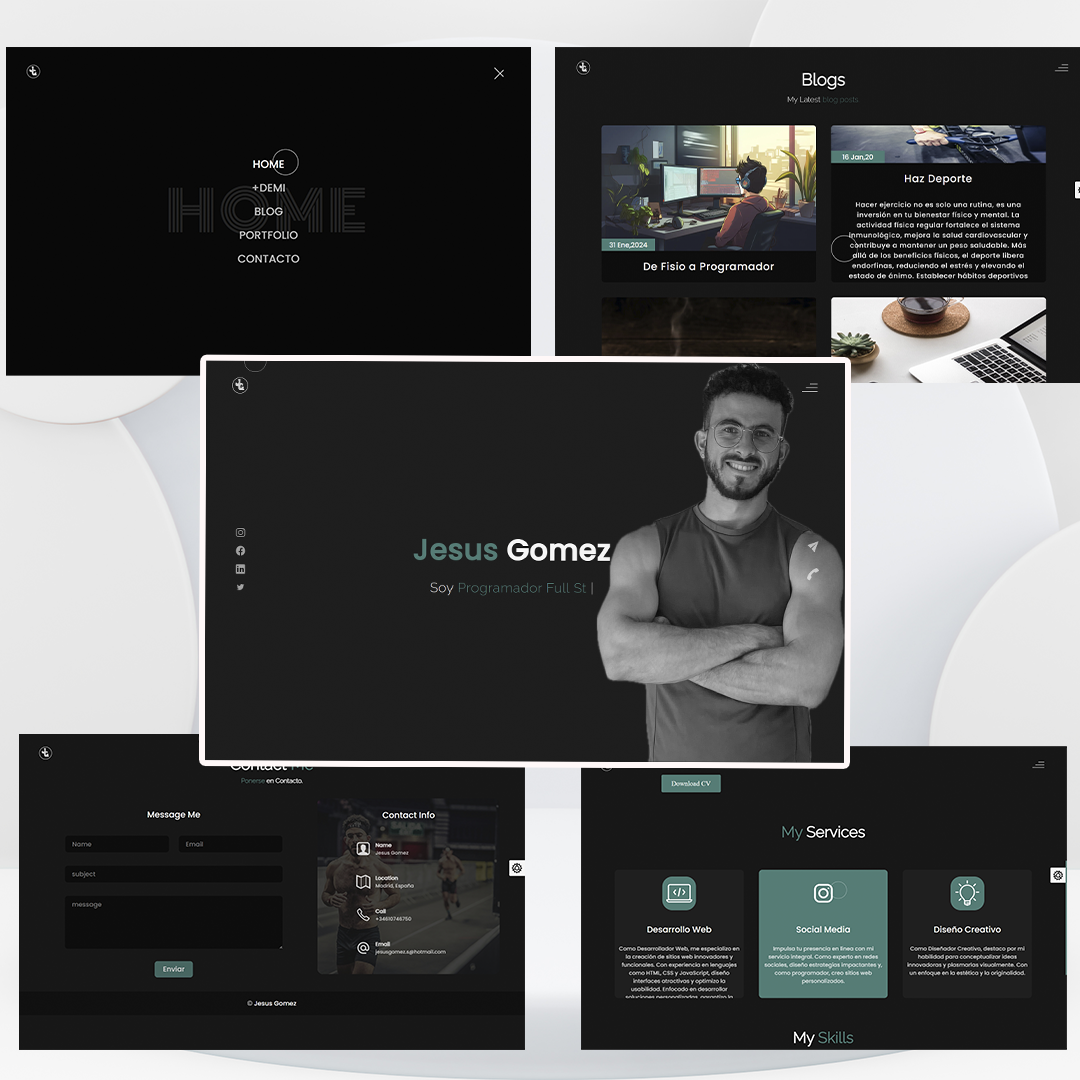 HOME
HOME
+DEMI
BLOG
PORTFOLIO
CONTACTO
Blogs
My Latest blog posts
31 Ene,2024
De Fisio a Programador
16 Jan,20
Haz Deporte
Hacer ejercicio no es solo una rutina, es una
inversión en tu bienestar físico y mental. La
actividad física regular fortalece el sistema
inmunológico, mejora la salud cardiovascular y
contribuye a mantener un peso saludable. Más
allá de los beneficios físicos, el deporte libera
endorfinas, reduciendo el estrés y elevando el
estado de ánimo. Establecer hábitos deportivos
Jesus Gomez
Soy Programador Full St |
Contact Me
Ponerse en Contacto.
Message Me
Name
Email
subject
message
Enviar
Contact Info
Name
Jesus Gomez
Location
Madrid, España
Call
+34610746750
Email
jesusgomez.s@hotmail.com
© Jesus Gomez
Download CV
My Services
Desarrollo Web
Como Desarrollador Web, me especializo en
la creación de sitios web innovadores y
funcionales. Con experiencia en lenguajes
como HTML, CSS y JavaScript, diseño
interfaces atractivos y optimizo la
usabilidad. Enfocado en desarrollar
soluciones personalizadas, garantizo la
Social Media
Impulsa tu presencia en línea con mi
servicio integral. Como experto en redes
sociales, diseño estrategias impactantes y,
como programador, creo sitios web
personalizados.
Diseño Creativo
Como Diseñador Creativo, destaco por mi
habilidad para conceptualizar ideas
innovadoras y plasmarlas visualmente. Con
un enfoque en la estética y la originalidad.
My Skills